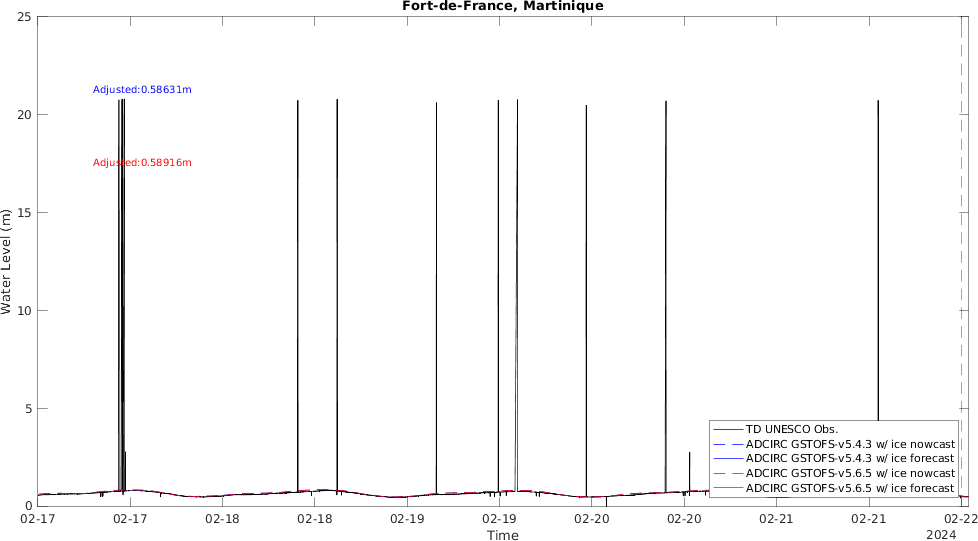 Fort-de-France, Martinique
25
20
15
10
5
0
Water Level (m)
Adjusted:0.58631m
Adjusted:0.58916m
TD UNESCO Obs.
ADCIRC GSTOFS-v5.4.3 w/ ice nowcast
ADCIRC GSTOFS-v5.4.3 w/ ice forecast
ADCIRC GSTOFS-v5.6.5 w/ ice nowcast
ADCIRC GSTOFS-v5.6.5 w/ ice forecast
02-17 02-17 02-18 02-18 02-19 02-19 02-20 02-20 02-21 02-21 02-22
Time
2024